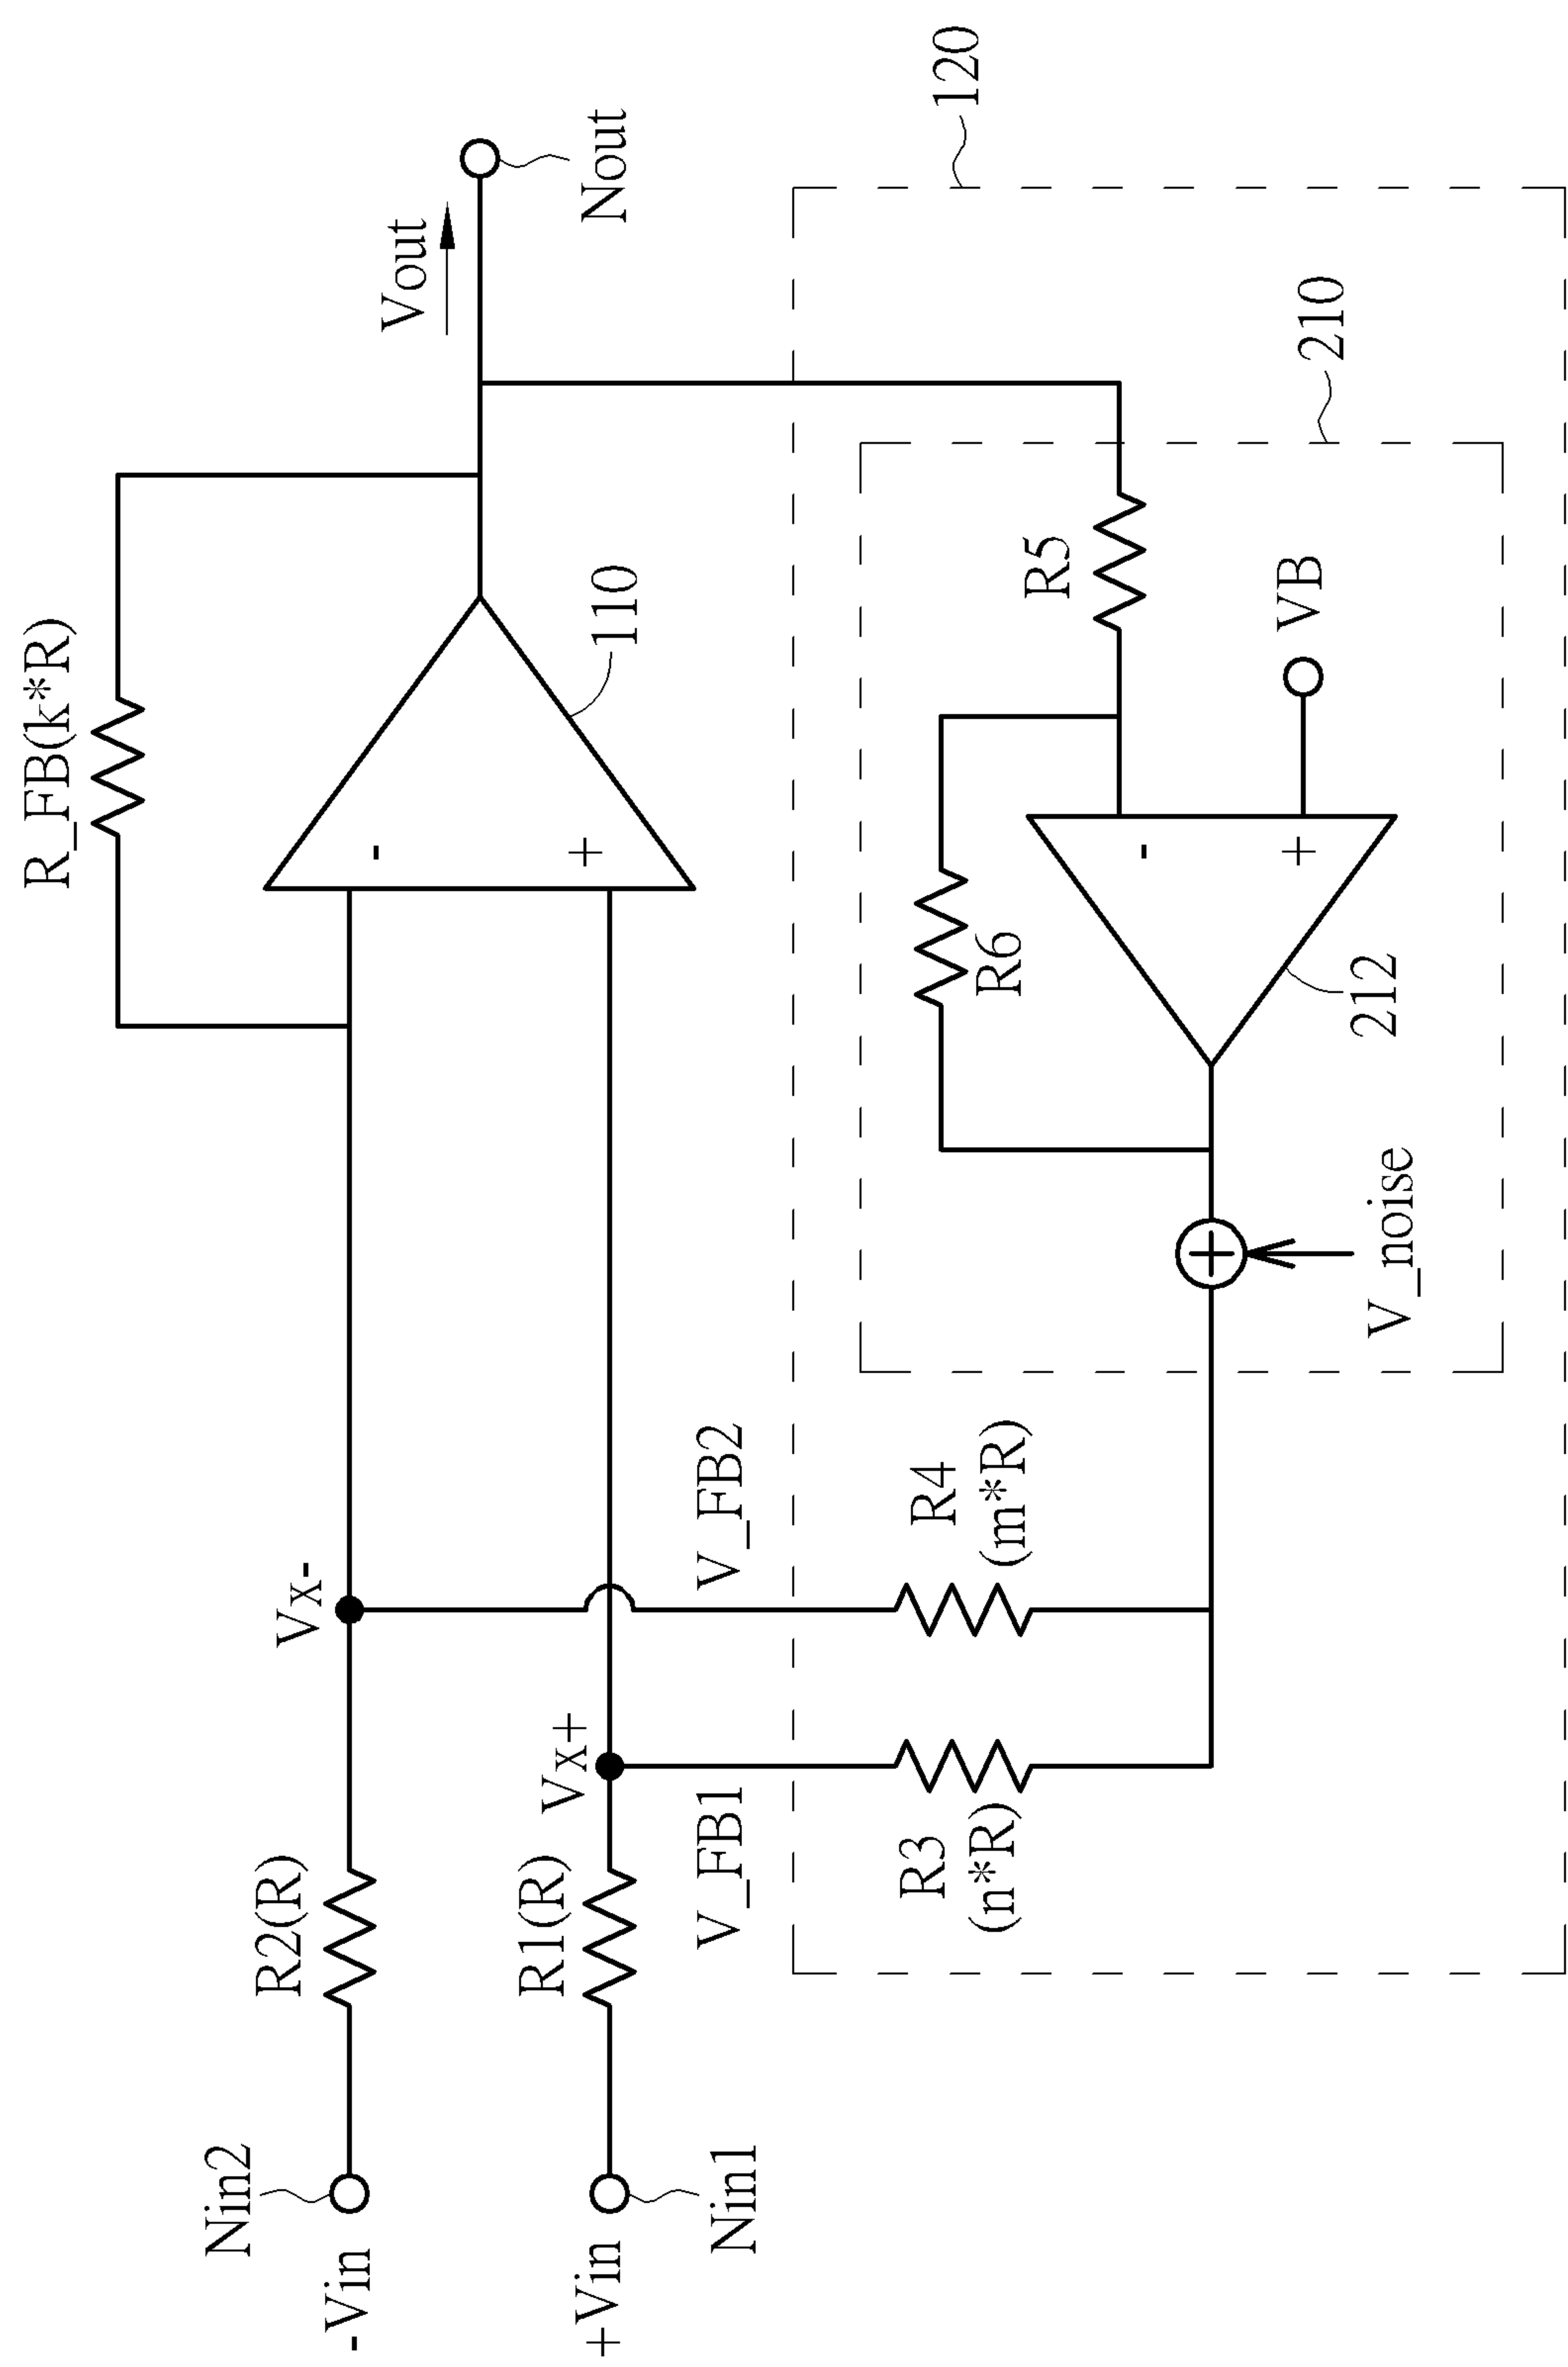 R_FB(k*R)
Vout
Nout
110
-
+
Nin2
-Vin
R2(R)
Vx-
+Vin
Nin1
R1(R)
Vx+
V_FB1
V_FB2
120
R3
(n*R)
R4
(m*R)
R6
R5
210
-
+
VB
212
V_noise